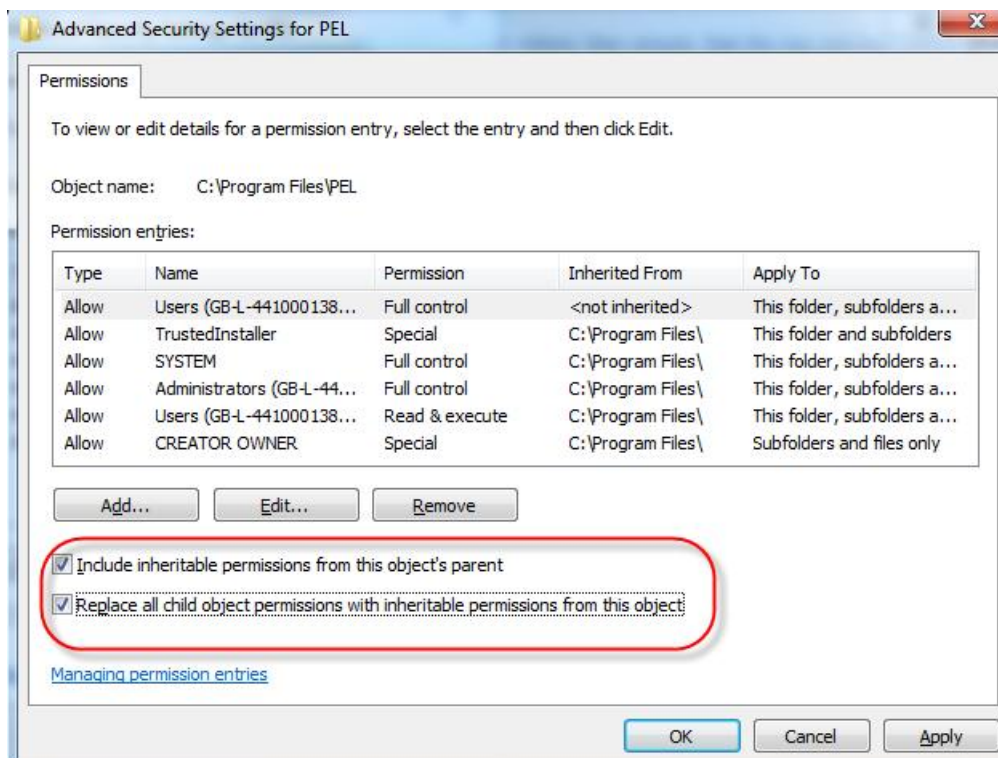 Advanced Security Settings for PEL
Permissions
To view or edit details for a permission entry, select the entry and then click Edit.
Object name: C:\Program Files\PEL
Permission entries:
Type Name Permission Inherited From Apply To
Allow Users (GB-L-441000138... Full control <not inherited> This folder, subfolders a...
Allow TrustedInstaller Special C:\Program Files\ This folder and subfolders
Allow SYSTEM Full control C:\Program Files\ This folder, subfolders a...
Allow Administrators (GB-L-44... Full control C:\Program Files\ This folder, subfolders a...
Allow Users (GB-L-441000138... Read & execute C:\Program Files\ This folder, subfolders a...
Allow CREATOR OWNER Special C:\Program Files\ Subfolders and files only
Add... Edit... Remove
Include inheritable permissions from this object's parent
Replace all child object permissions with inheritable permissions from this object
Managing permission entries
OK Cancel Apply